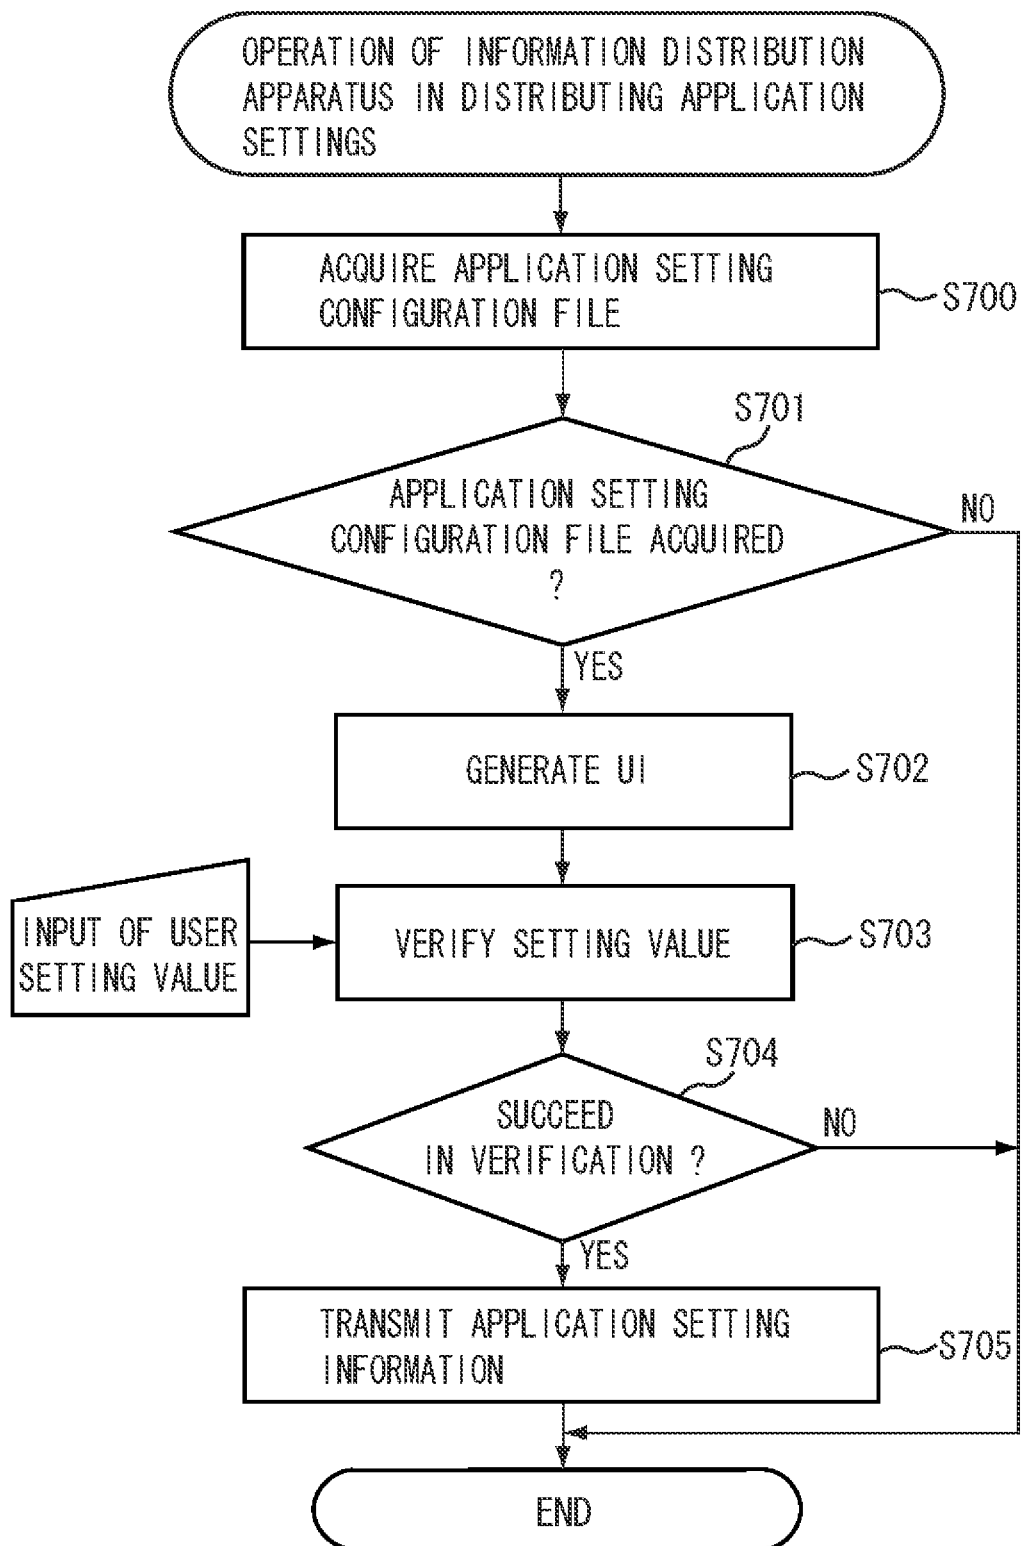 OPERATION OF INFORMATION DISTRIBUTION
APPARATUS IN DISTRIBUTING APPLICATION
SETTINGS
ACQUIRE APPLICATION SETTING
CONFIGURATION FILE
S700
S701
APPLICATION SETTING
CONFIGURATION FILE ACQUIRED
?
NO
YES
GENERATE UI
S702
INPUT OF USER
SETTING VALUE
VERIFY SETTING VALUE
S703
S704
SUCCEED
IN VERIFICATION ?
NO
YES
TRANSMIT APPLICATION SETTING
INFORMATION
S705
END